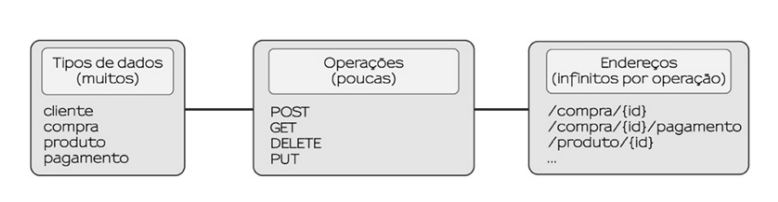 Tipos de dados
(muitos)
cliente
compra
produto
pagamento
Operações
(poucas)
POST
GET
DELETE
PUT
Endereços
(infinitos por operação)
/compra/{id}
/compra/{id}/pagamento
/produto/{id}
...